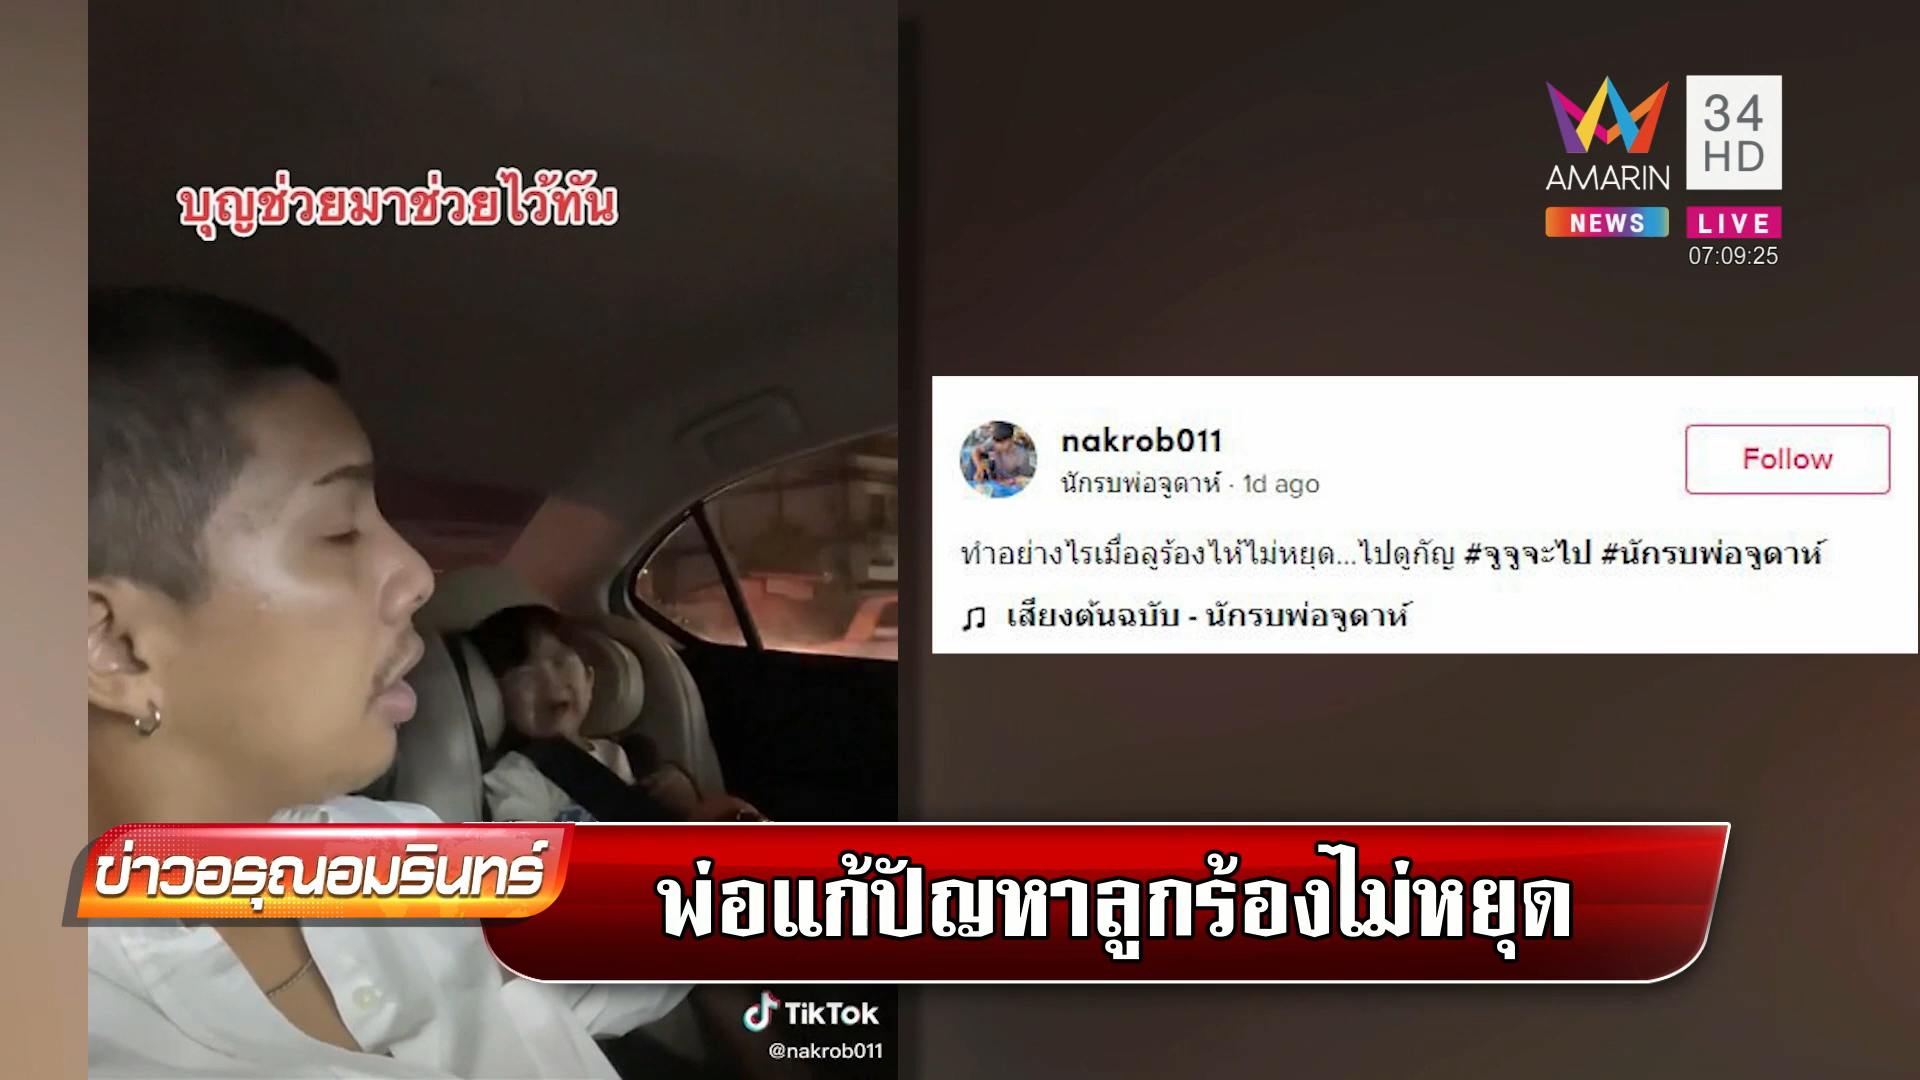 บุญช่วยมาช่วยไว้ทัน
AMARIN
NEWS
34
HD
LIVE
07:09:25
nakrob011
นักรบพ่อจูดาห์ · 1d ago
Follow
ทำอย่างไรเมื่อลูร้องไห้ไม่หยุด...ไปดูกัญ #จูจุจะไป #นักรบพ่อจูดาห์
เสียงต้นฉบับ - นักรบพ่อจูดาห์
ข่าวอรุณอมรินทร์
พ่อแก้ปัญหาลูกร้องไม่หยุด
TikTok
@nakrob011